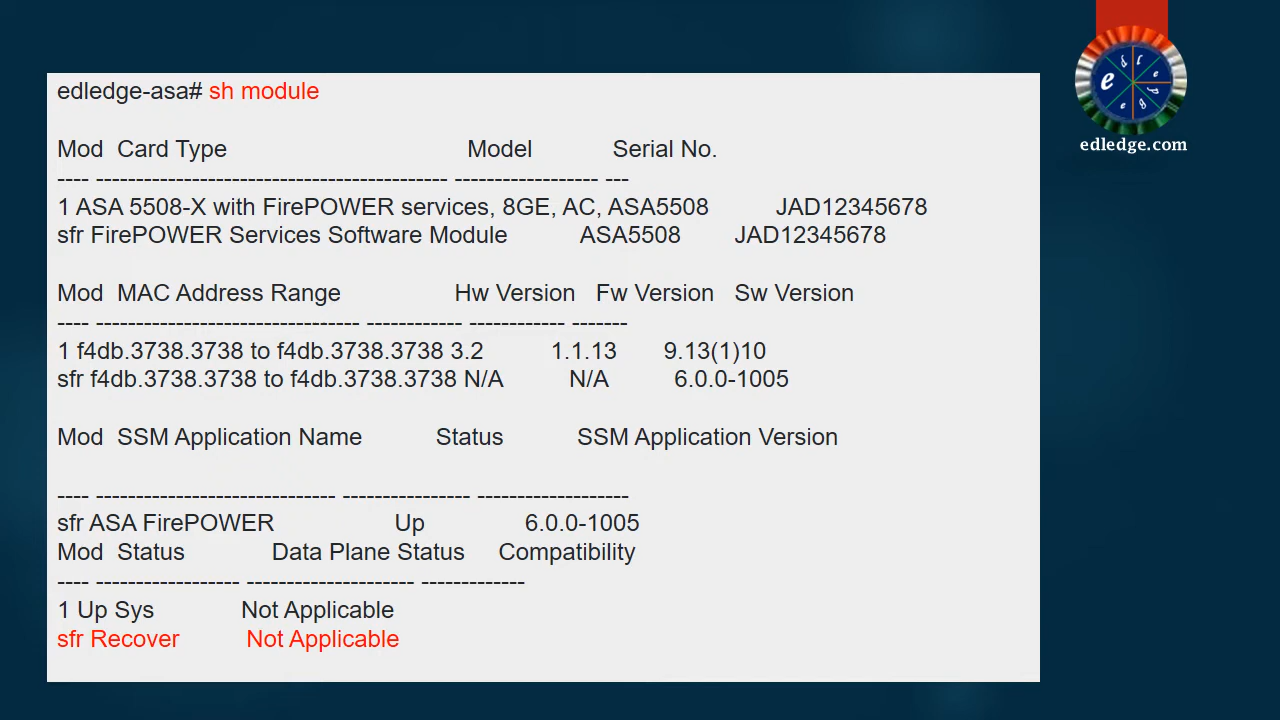 edledge-asa# sh module
Mod Card Type Model Serial No.
---- -------------------------------------------- ------------------ ---
1 ASA 5508-X with FirePOWER services, 8GE, AC, ASA5508 JAD12345678
sfr FirePOWER Services Software Module ASA5508 JAD12345678
Mod MAC Address Range Hw Version Fw Version Sw Version
---- --------------------------------- ------------ ------------ -------
1 f4db.3738.3738 to f4db.3738.3738 3.2 1.1.13 9.13(1)10
sfr f4db.3738.3738 to f4db.3738.3738 N/A N/A 6.0.0-1005
Mod SSM Application Name Status SSM Application Version
---- ------------------------------ ---------------- -------------------
sfr ASA FirePOWER Up 6.0.0-1005
Mod Status Data Plane Status Compatibility
---- ------------------ --------------------- -------------
1 Up Sys Not Applicable
sfr Recover Not Applicable
e d l e d g e
edledge.com